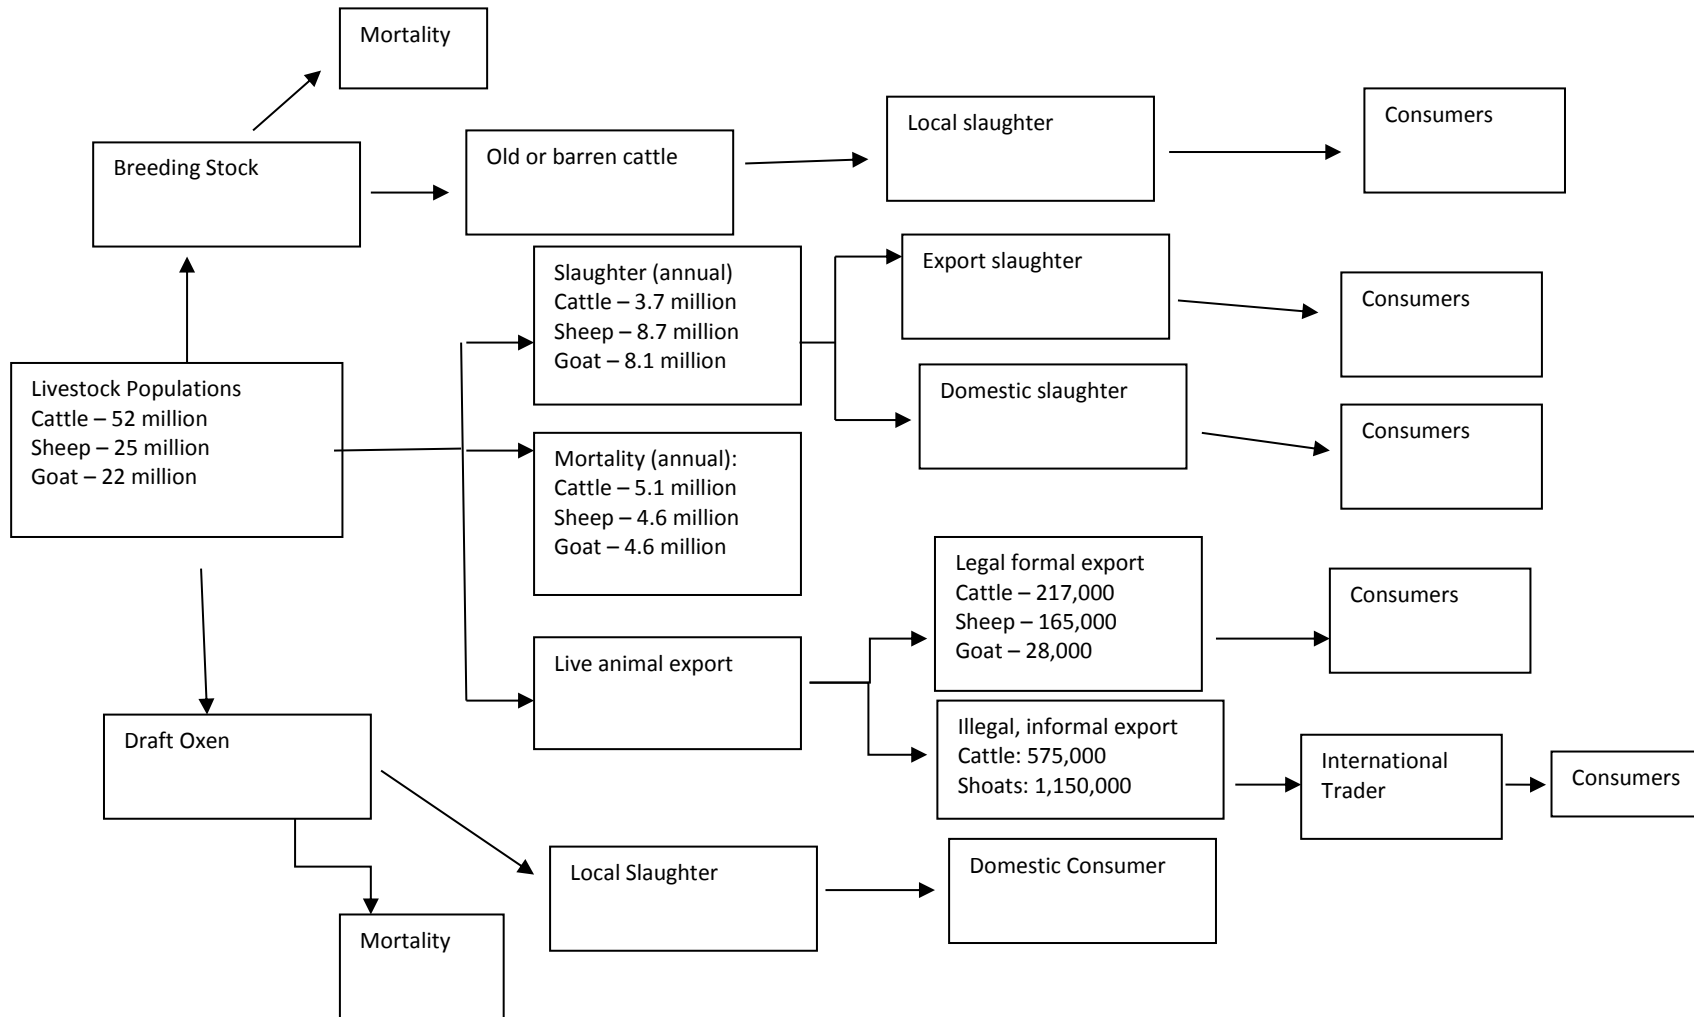 Mortality
Breeding Stock
Old or barren cattle
Local slaughter
Consumers
Slaughter (annual)
Cattle – 3.7 million
Sheep – 8.7 million
Goat – 8.1 million
Export slaughter
Consumers
Livestock Populations
Cattle – 52 million
Sheep – 25 million
Goat – 22 million
Domestic slaughter
Consumers
Mortality (annual):
Cattle – 5.1 million
Sheep – 4.6 million
Goat – 4.6 million
Legal formal export
Cattle – 217,000
Sheep – 165,000
Goat – 28,000
Consumers
Live animal export
Illegal, informal export
Cattle: 575,000
Shoats: 1,150,000
International
Trader
Consumers
Draft Oxen
Local Slaughter
Domestic Consumer
Mortality